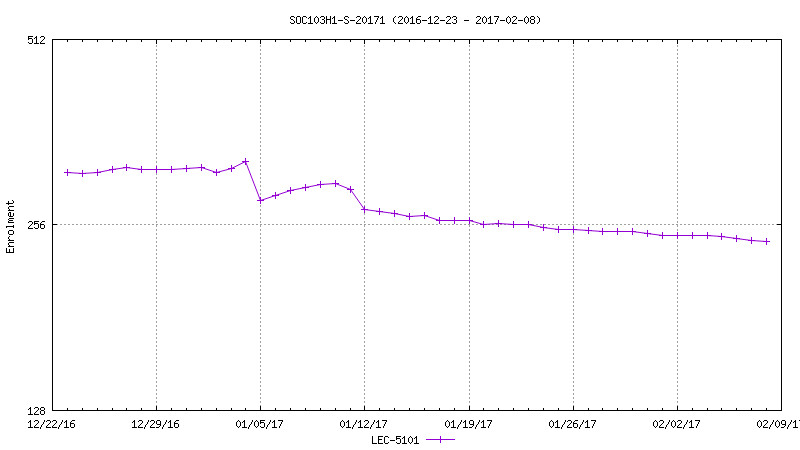 SOC103H1-S-20171 (2016-12-23 - 2017-02-08)
512
256
128
Enrolment
12/22/16 12/29/16 01/05/17 01/12/17 01/19/17 01/26/17 02/02/17 02/09/17
LEC-5101